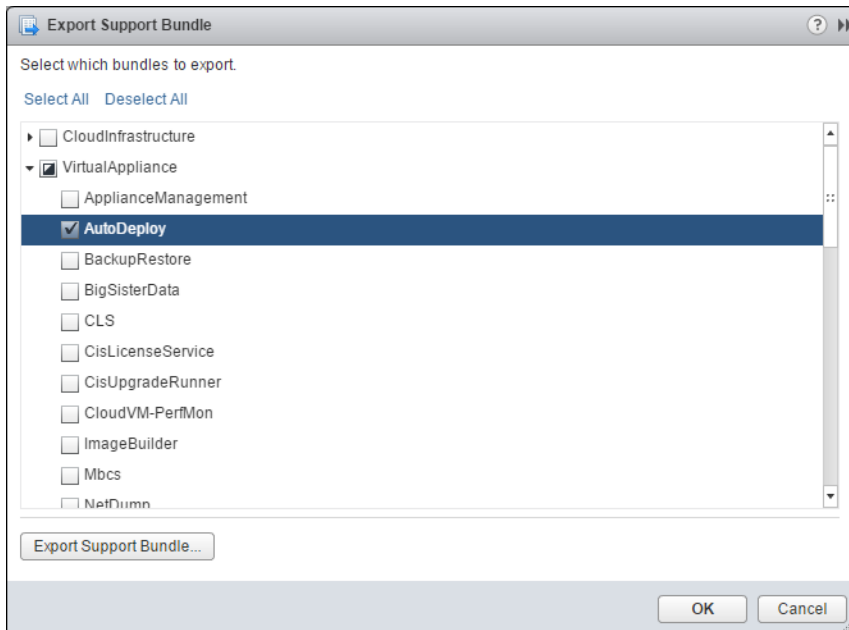 Export Support Bundle
Select which bundles to export.
Select All Deselect All
CloudInfrastructure
VirtualAppliance
ApplianceManagement
AutoDeploy
BackupRestore
BigSisterData
CLS
CisLicenseService
CisUpgradeRunner
CloudVM-PerfMon
ImageBuilder
Mbcs
NetDump
Export Support Bundle...
OK Cancel